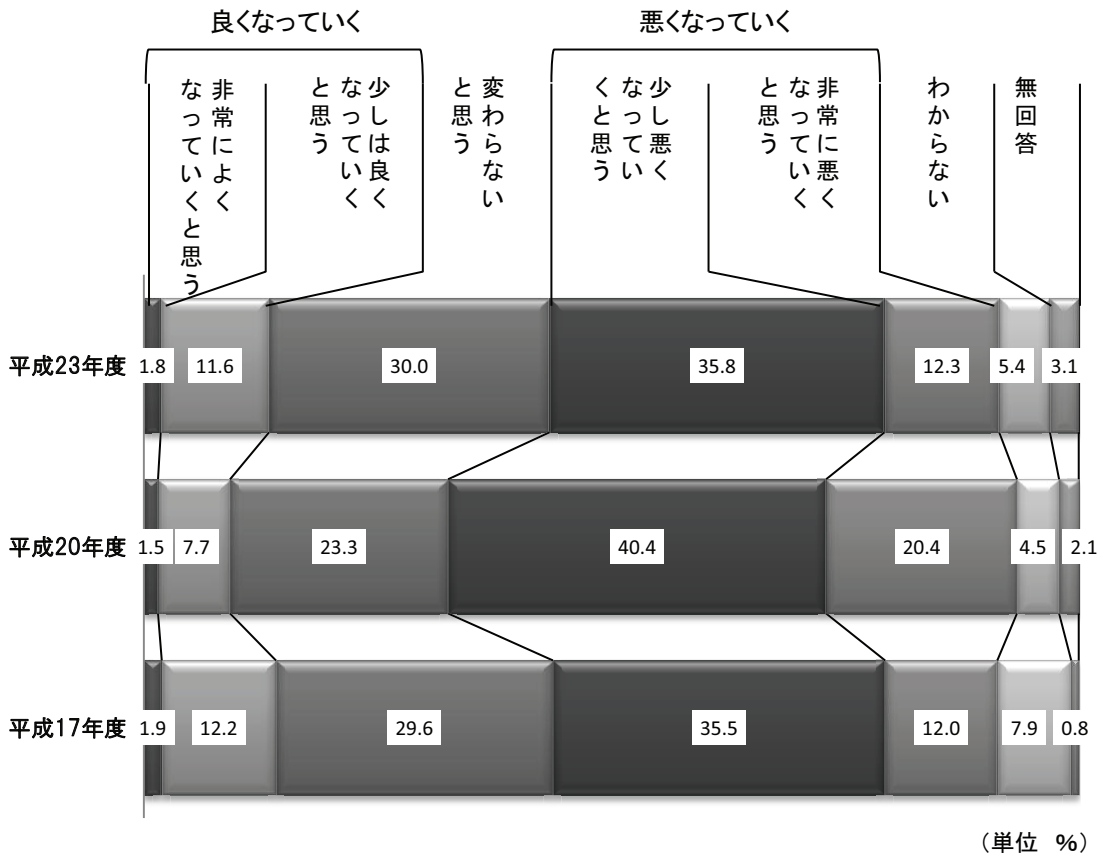 良くなっていく
悪くなっていく
非常によく
なっていくと思う
少しは良く
なっていく
と思う
変わらない
と思う
少し悪く
なってい
くと思う
非常に悪く
なっていく
と思う
わからない
無回答
平成23年度 1.8 11.6 30.0 35.8 12.3 5.4 3.1
平成20年度 1.5 7.7 23.3 40.4 20.4 4.5 2.1
平成17年度 1.9 12.2 29.6 35.5 12.0 7.9 0.8
（単位 %）